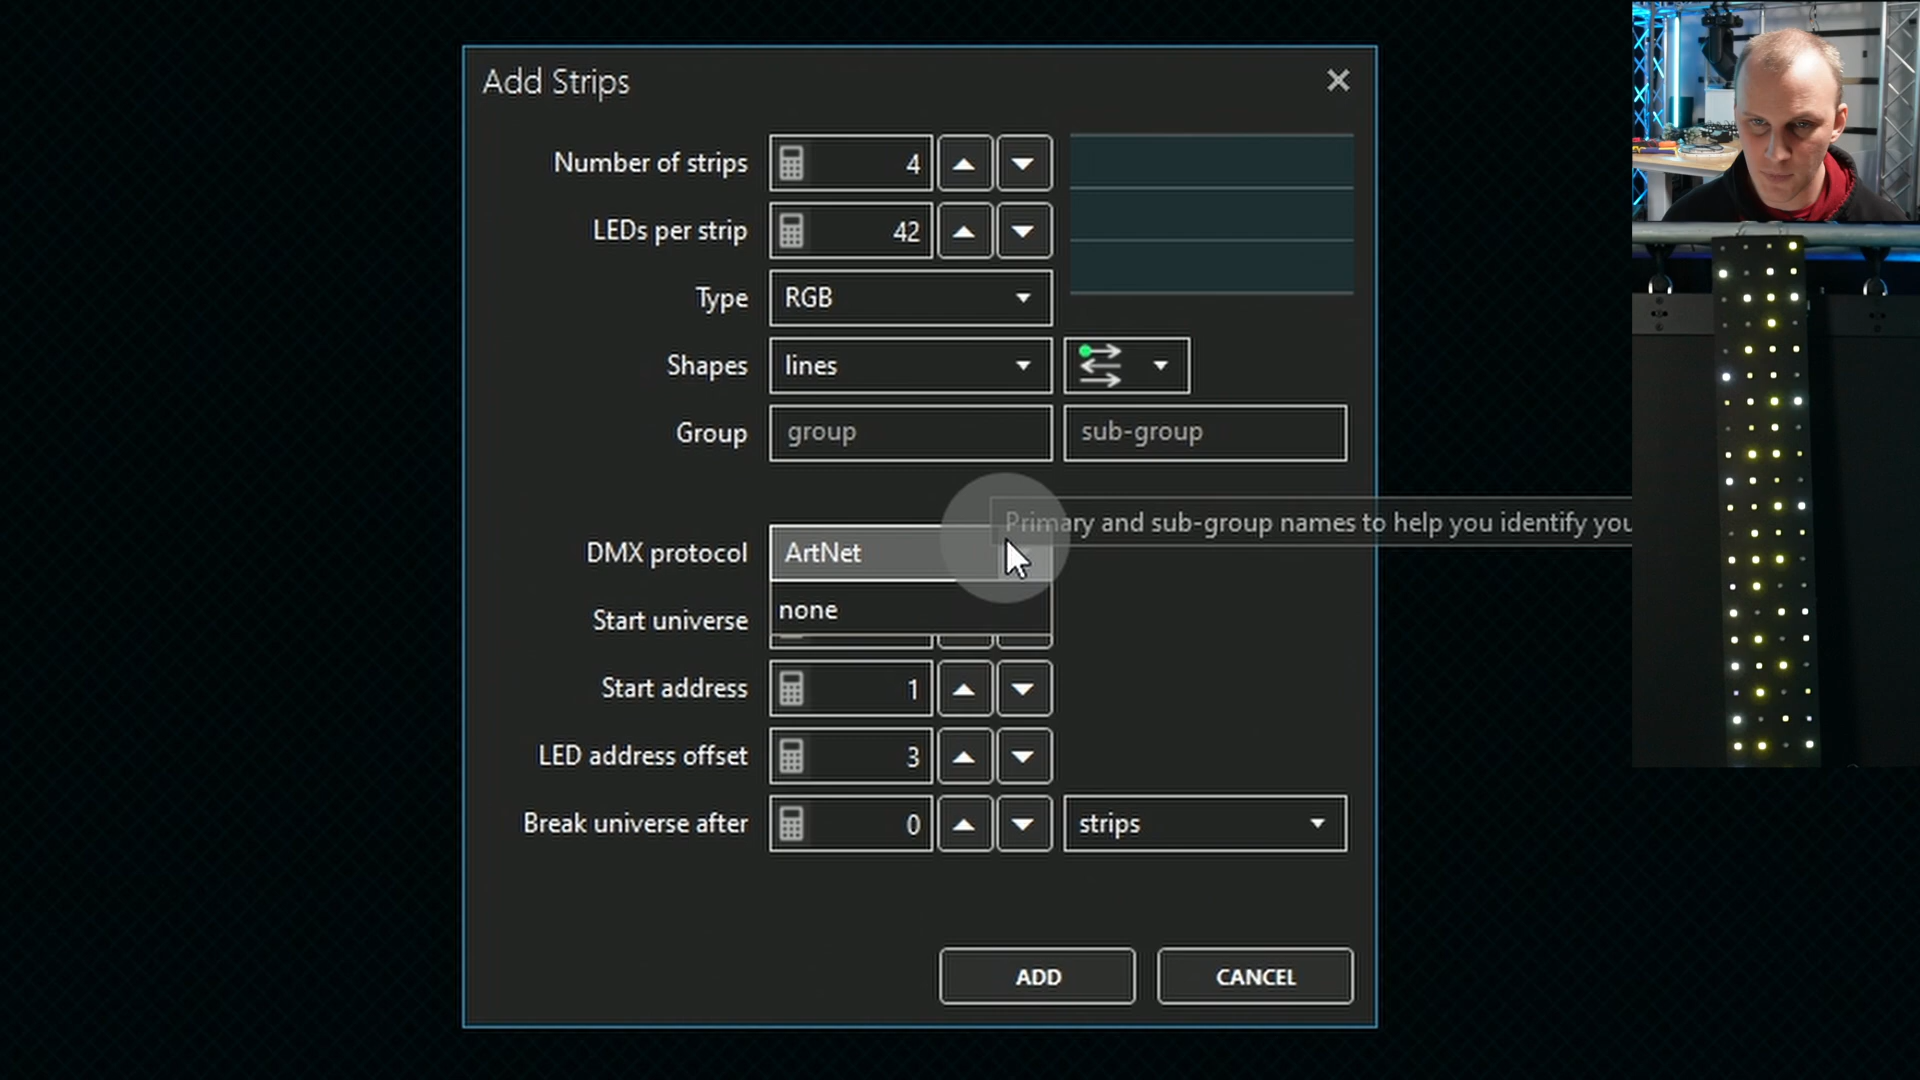 Add Strips
Number of strips 4
LEDs per strip 42
Type RGB
Shapes lines
Group group sub-group
Primary and sub-group names to help you identify you
DMX protocol ArtNet
none
Start universe
Start address 1
LED address offset 3
Break universe after 0 strips
ADD CANCEL